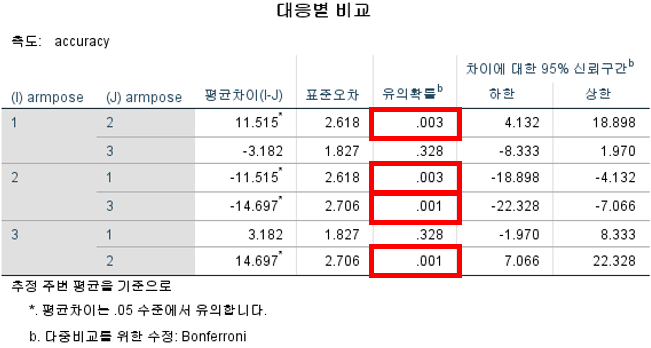 대응별 비교
측도: accuracy
차이에 대한 95% 신뢰구간b
(I) armpose (J) armpose 평균차이(I-J) 표준오차 유의확률b 하한 상한
1 2 11.515* 2.618 .003 4.132 18.898
3 -3.182 1.827 .328 -8.333 1.970
2 1 -11.515* 2.618 .003 -18.898 -4.132
3 -14.697* 2.706 .001 -22.328 -7.066
3 1 3.182 1.827 .328 -1.970 8.333
2 14.697* 2.706 .001 7.066 22.328
추정 주변 평균을 기준으로
*. 평균차이는 .05 수준에서 유의합니다.
b. 다중비교를 위한 수정: Bonferroni